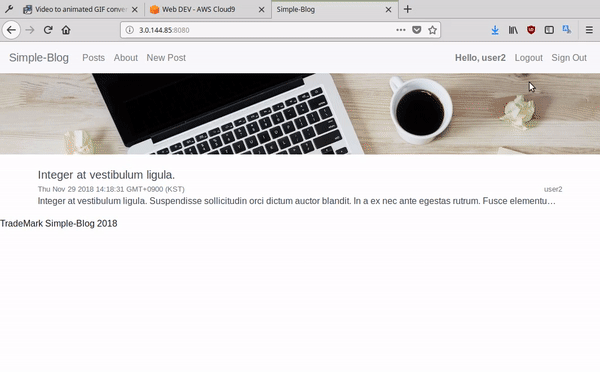 Video to animated GIF conver
Web DEV - AWS Cloud9
Simple-Blog
3.0.144.85:8080
Simple-Blog Posts About New Post Hello, user2 Logout Sign Out
Integer at vestibulum ligula.
Thu Nov 29 2018 14:18:31 GMT+0900 (KST) user2
Integer at vestibulum ligula. Suspendisse sollicitudin orci dictum auctor blandit. In a ex nec ante egestas rutrum. Fusce elementu…
TradeMark Simple-Blog 2018